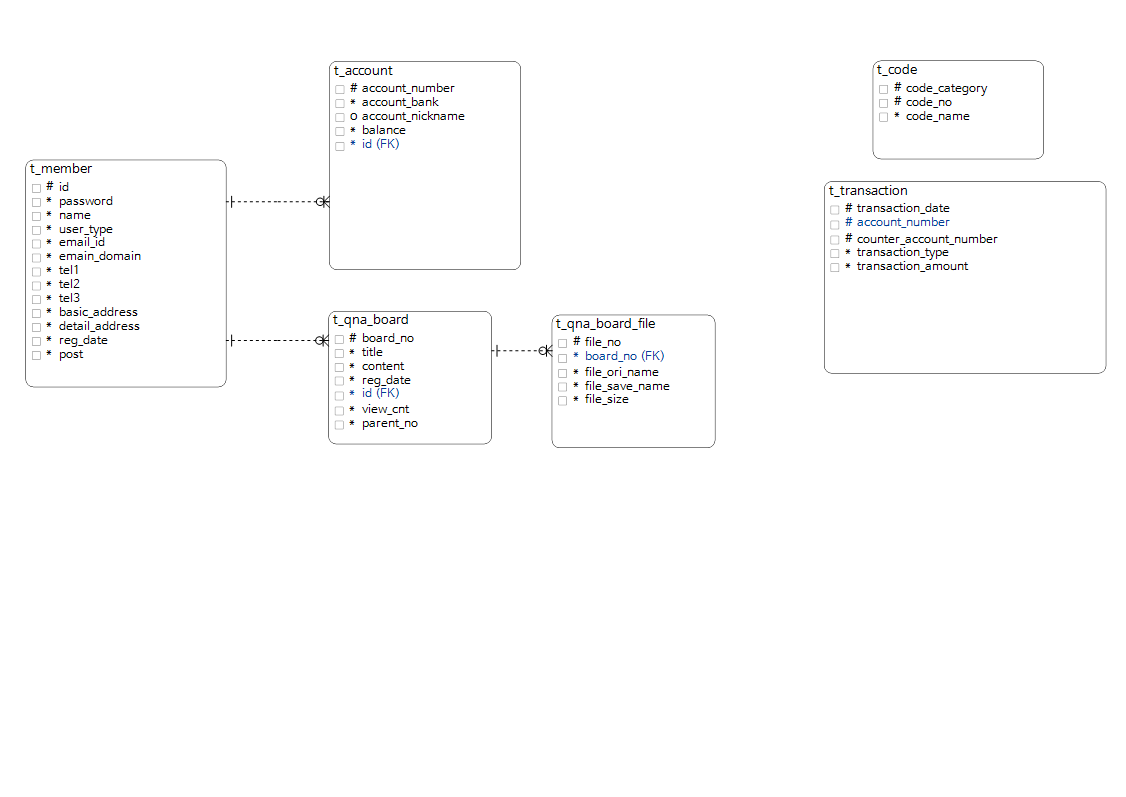 t_member
# id
* password
* name
* user_type
* email_id
* emain_domain
* tel1
* tel2
* tel3
* basic_address
* detail_address
* reg_date
* post
t_account
# account_number
* account_bank
o account_nickname
* balance
* id (FK)
t_qna_board
# board_no
* title
* content
* reg_date
* id (FK)
* view_cnt
* parent_no
t_qna_board_file
# file_no
* board_no (FK)
* file_ori_name
* file_save_name
* file_size
t_code
# code_category
# code_no
* code_name
t_transaction
# transaction_date
# account_number
# counter_account_number
* transaction_type
* transaction_amount